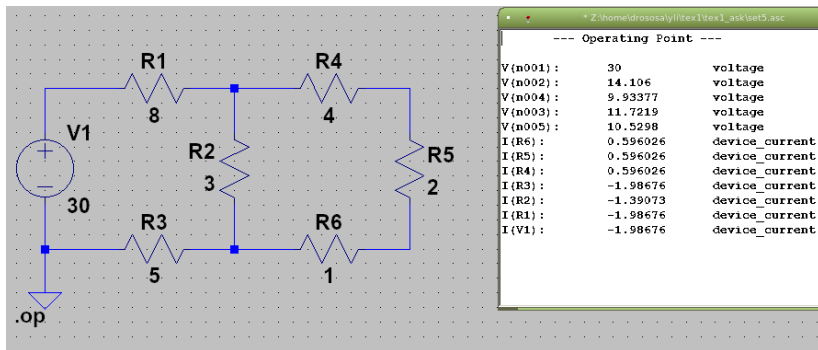 * Z:\home\drososa\yli\tex1\tex1_ask\set5.asc
--- Operating Point ---
V(n001): 30 voltage
V(n002): 14.106 voltage
V(n004): 9.93377 voltage
V(n003): 11.7219 voltage
V(n005): 10.5298 voltage
I(R6): 0.596026 device_current
I(R5): 0.596026 device_current
I(R4): 0.596026 device_current
I(R3): -1.98676 device_current
I(R2): -1.39073 device_current
I(R1): -1.98676 device_current
I(V1): -1.98676 device_current
R1
8
R4
4
V1
30
R2
3
R5
2
R3
5
R6
1
.op